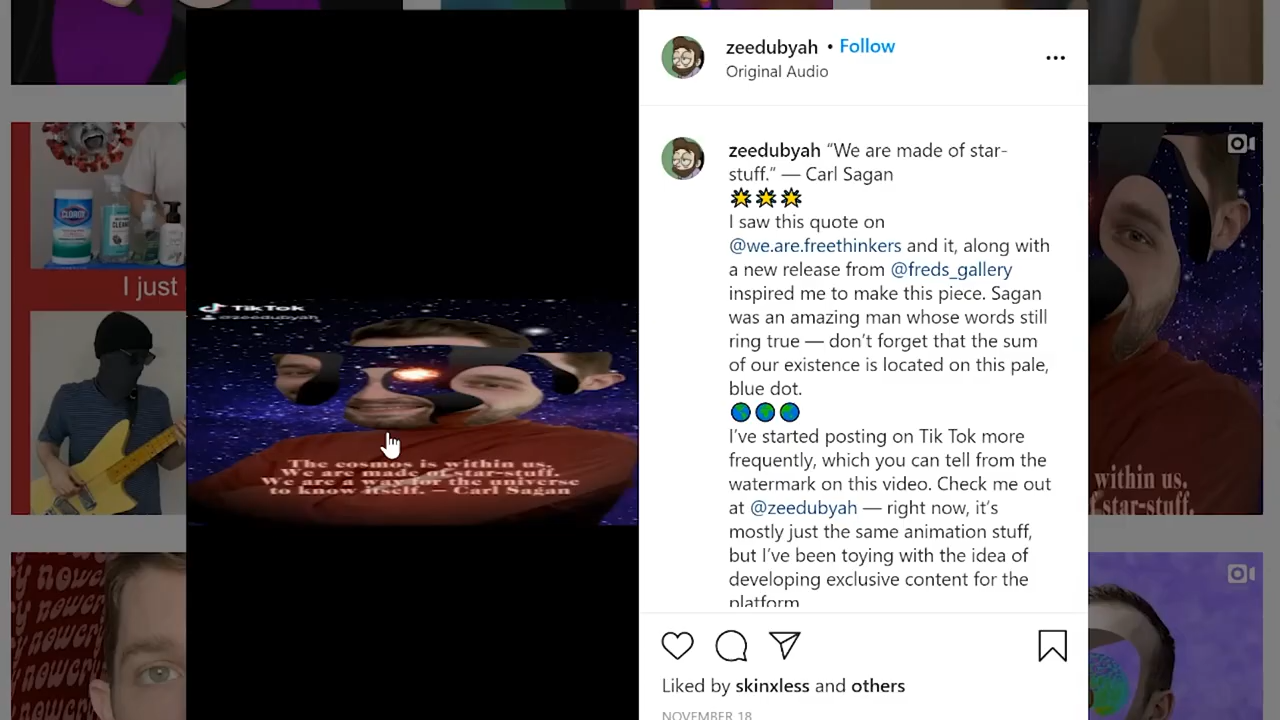 zeedubyah • Follow
Original Audio
zeedubyah “We are made of star-
stuff.” — Carl Sagan
I saw this quote on
@we.are.freethinkers and it, along with
a new release from @freds_gallery
inspired me to make this piece. Sagan
was an amazing man whose words still
ring true — don’t forget that the sum
of our existence is located on this pale,
blue dot.
I’ve started posting on Tik Tok more
frequently, which you can tell from the
watermark on this video. Check me out
at @zeedubyah — right now, it’s
mostly just the same animation stuff,
but I’ve been toying with the idea of
developing exclusive content for the
platform
Liked by skinxless and others
NOVEMBER 18
TikTok
@zeedubyah
The cosmos is within us.
We are made of star-stuff.
We are a way for the universe
to know itself. — Carl Sagan
CLOROX
I just
within us.
f star-stuff.